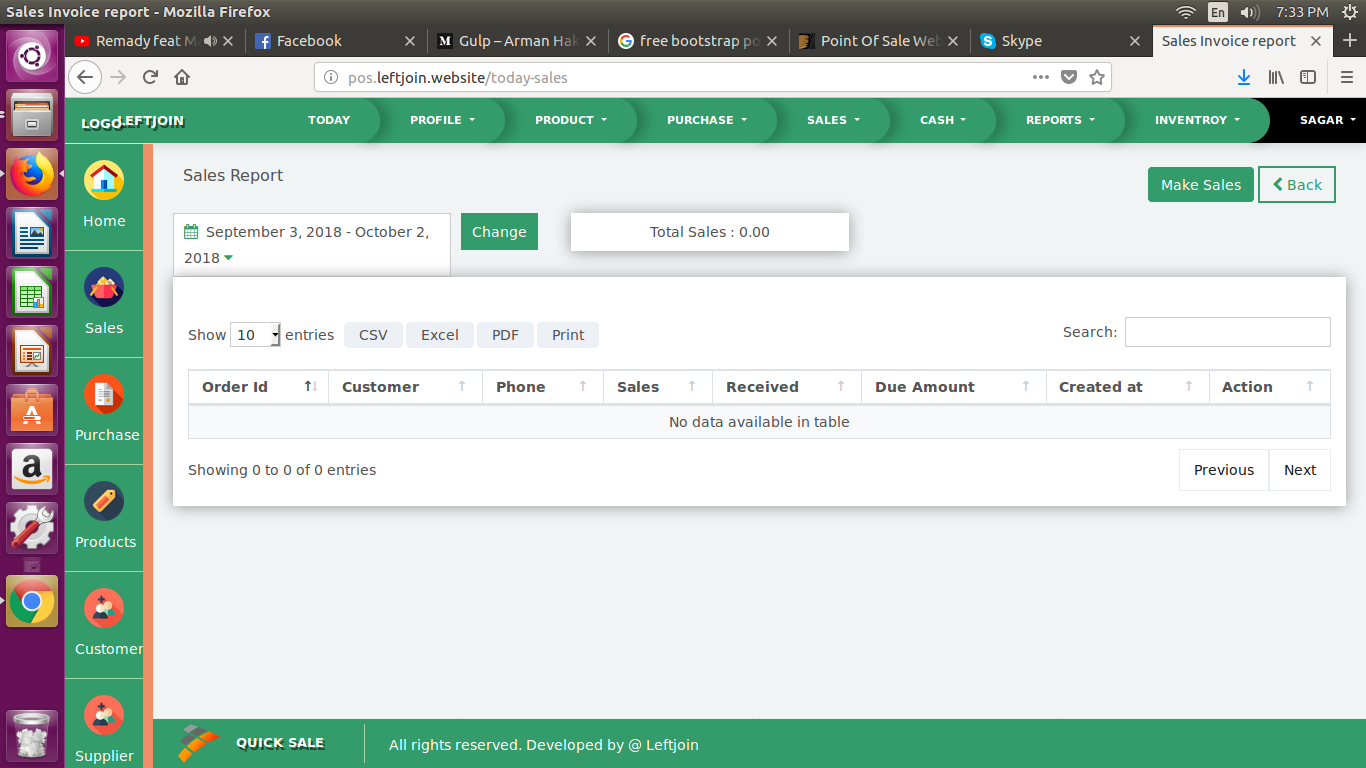 Sales Invoice report - Mozilla Firefox
En
7:33 PM
Remady feat M
Facebook
Gulp – Arman Hak
free bootstrap po
Point Of Sale Web
Skype
Sales Invoice report
pos.leftjoin.website/today-sales
LOGO LEFTJOIN
TODAY
PROFILE
PRODUCT
PURCHASE
SALES
CASH
REPORTS
INVENTROY
SAGAR
Home
Sales
Purchase
Products
Customer
Supplier
Sales Report
Make Sales
Back
September 3, 2018 - October 2,
2018
Change
Total Sales : 0.00
Show 10 entries
CSV
Excel
PDF
Print
Search:
Order Id
Customer
Phone
Sales
Received
Due Amount
Created at
Action
No data available in table
Showing 0 to 0 of 0 entries
Previous
Next
QUICK SALE
All rights reserved. Developed by @ Leftjoin